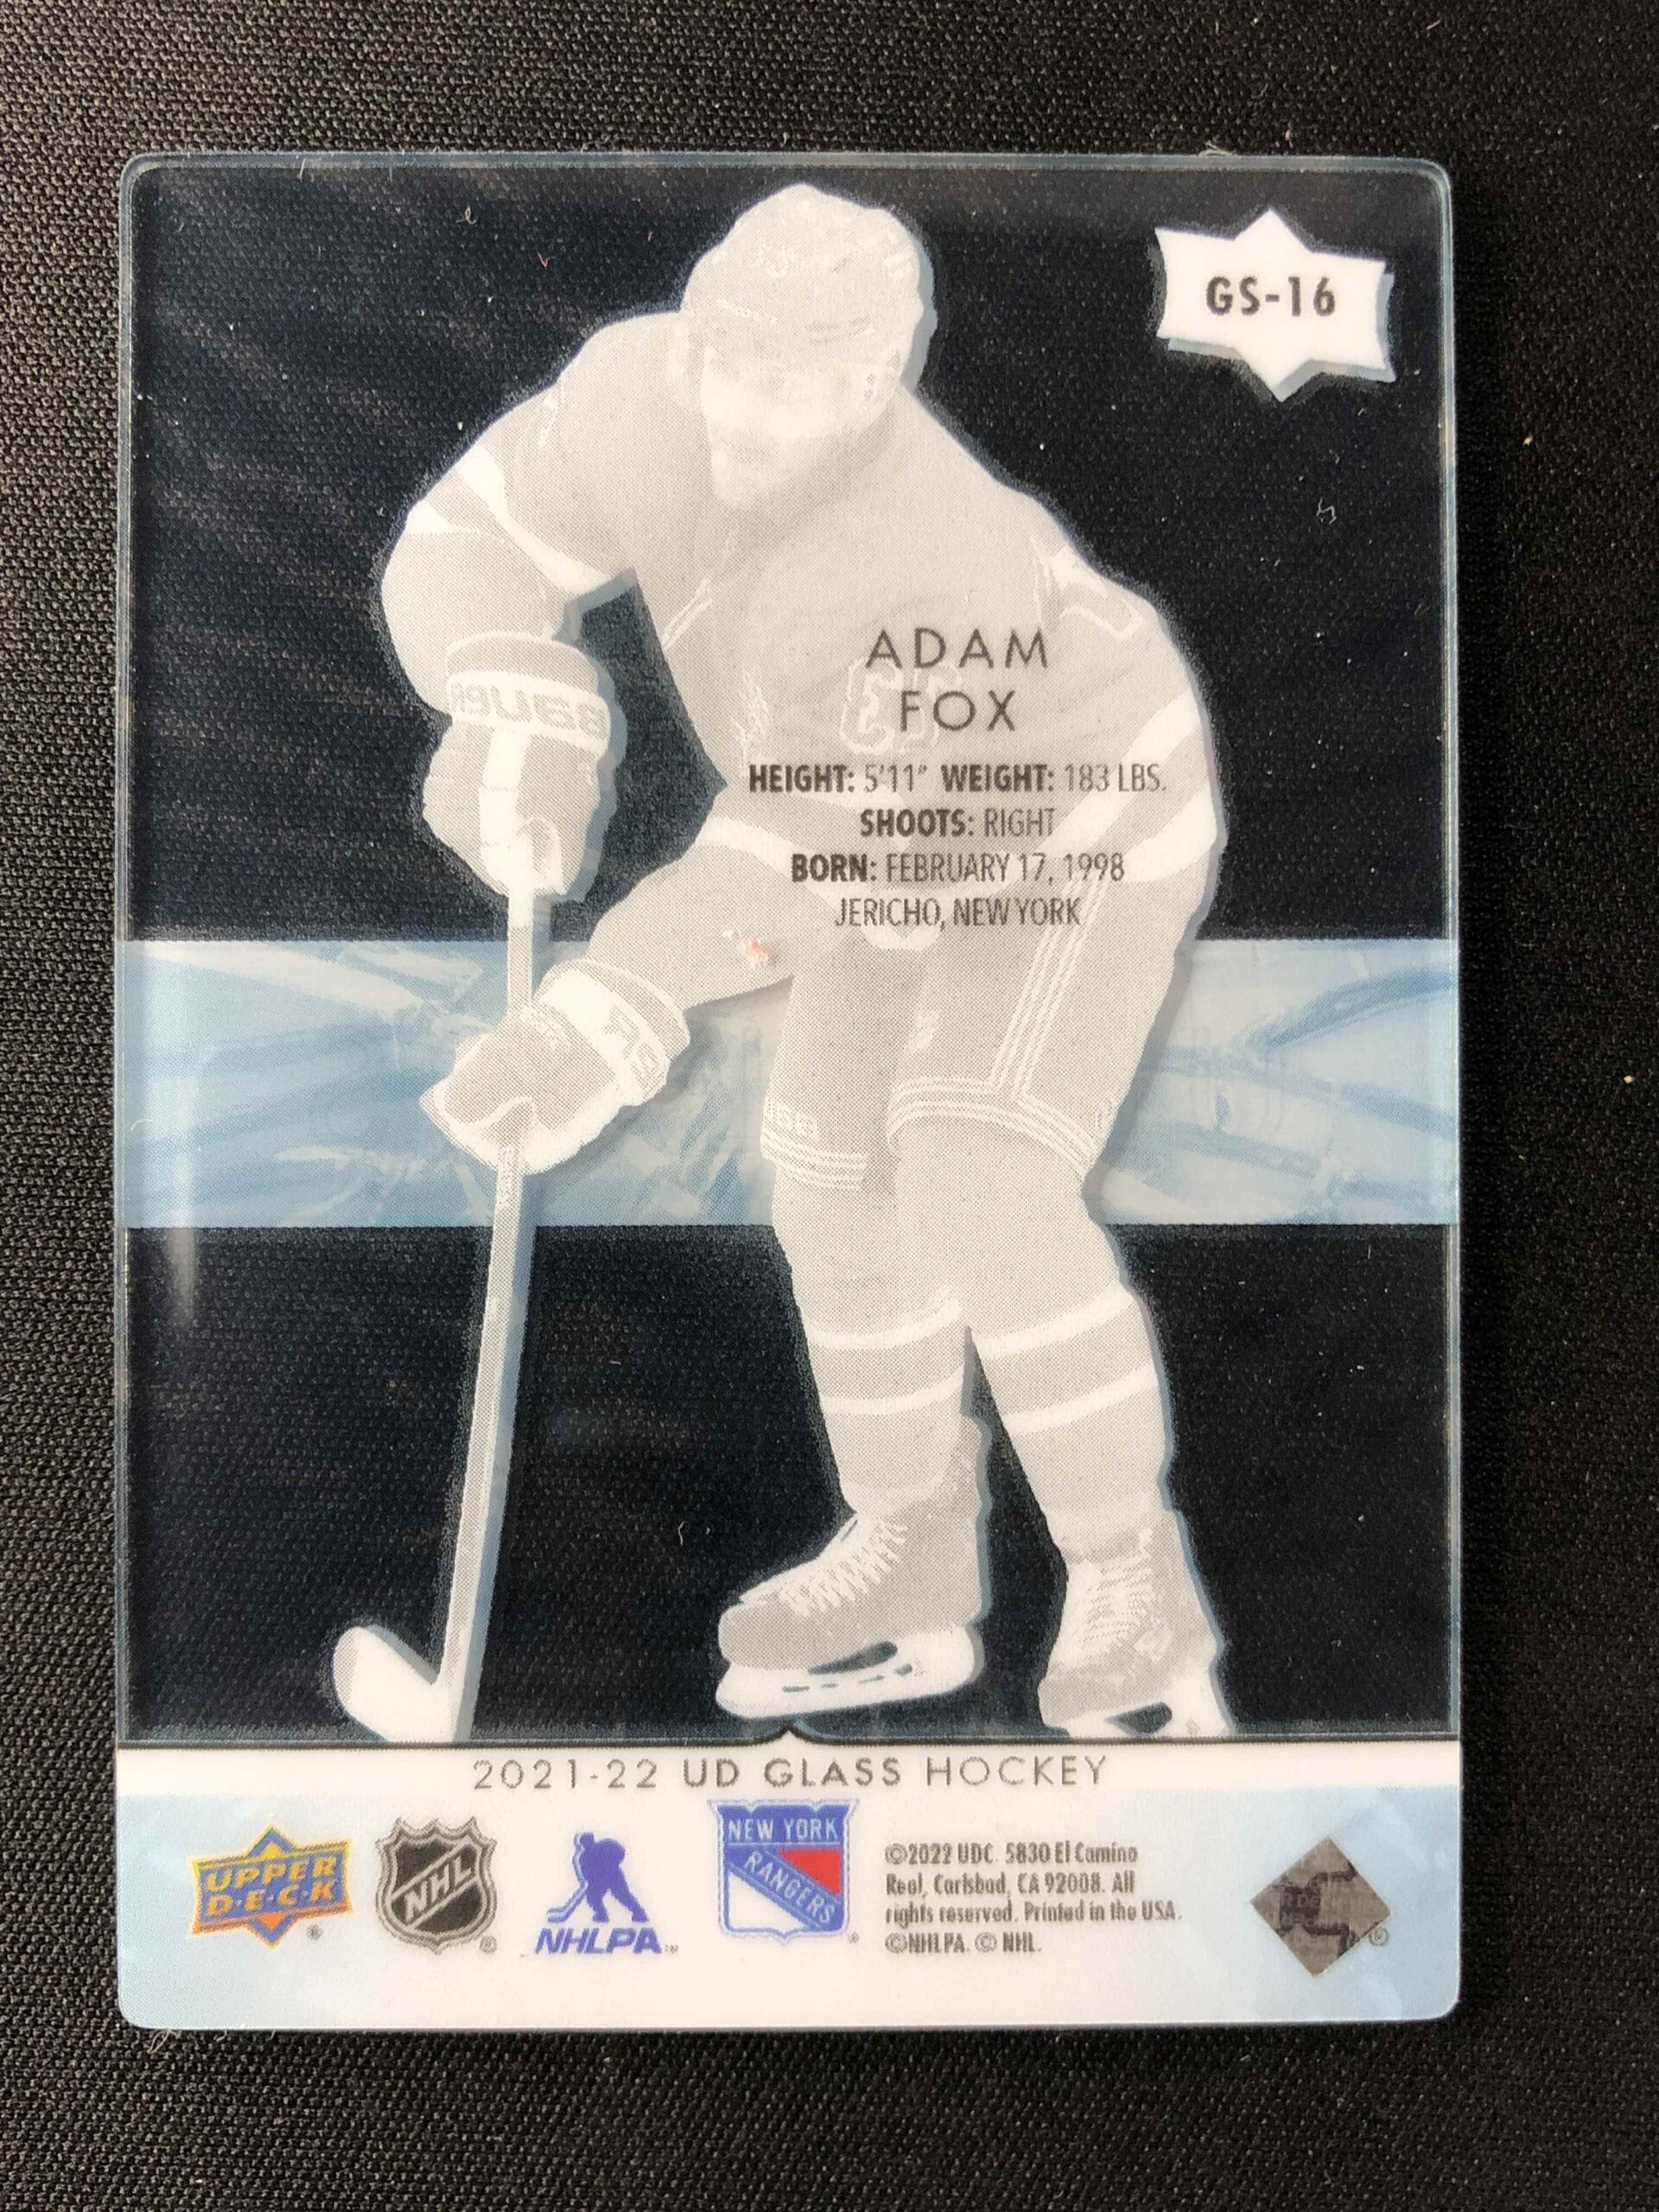 GS-16
ADAM
FOX
HEIGHT: 5'11" WEIGHT: 183 LBS.
SHOOTS: RIGHT
BORN: FEBRUARY 17, 1998
JERICHO, NEW YORK
2021-22 UD GLASS HOCKEY
UPPER
D·E·C·K
®
NHL
®
NHLPA™
NEW YORK
RANGERS
®
©2022 UDC. 5830 El Camino
Real, Carlsbad, CA 92008. All
rights reserved. Printed in the USA.
©NHLPA. © NHL.
®